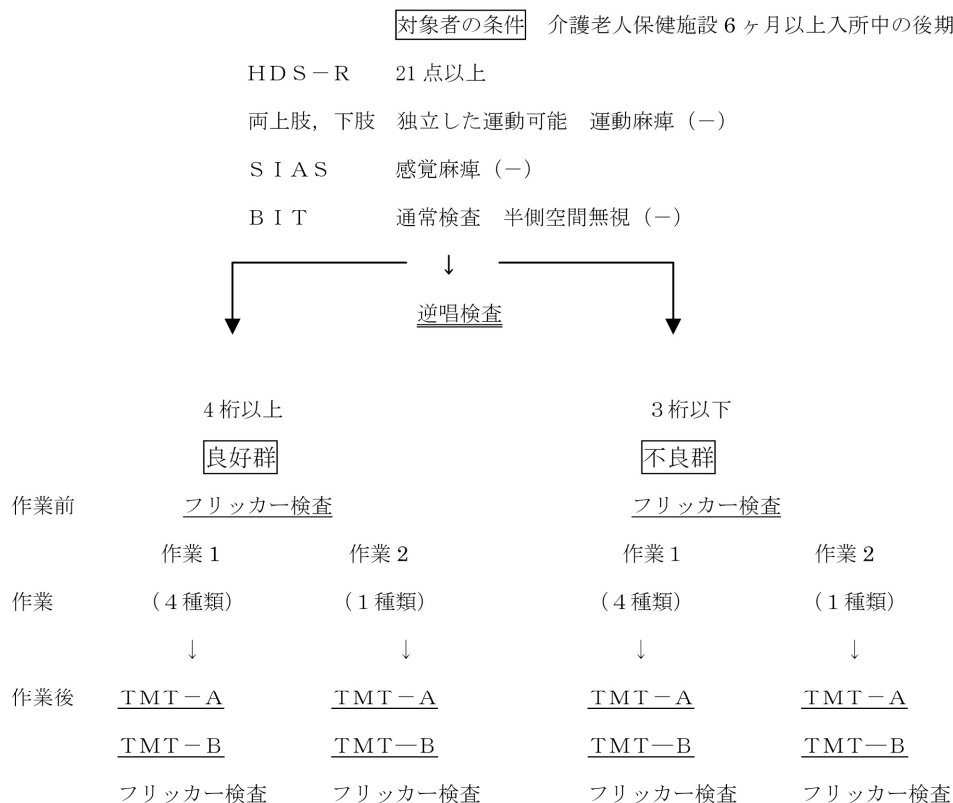 対象者の条件 介護老人保健施設６ヶ月以上入所中の後期
ＨＤＳ－Ｒ 21 点以上
両上肢，下肢 独立した運動可能 運動麻痺（－）
ＳＩＡＳ 感覚麻痺（－）
ＢＩＴ 通常検査 半側空間無視（－）
↓
逆唱検査
4 桁以上 ３桁以下
良好群 不良群
作業前 フリッカー検査 フリッカー検査
作業１ 作業２ 作業１ 作業２
作業 （４種類） （１種類） （４種類） （１種類）
↓ ↓ ↓ ↓
作業後 ＴＭＴ－Ａ ＴＭＴ－Ａ ＴＭＴ－Ａ ＴＭＴ－Ａ
ＴＭＴ－Ｂ ＴＭＴ―Ｂ ＴＭＴ―Ｂ ＴＭＴ―Ｂ
フリッカー検査 フリッカー検査 フリッカー検査 フリッカー検査